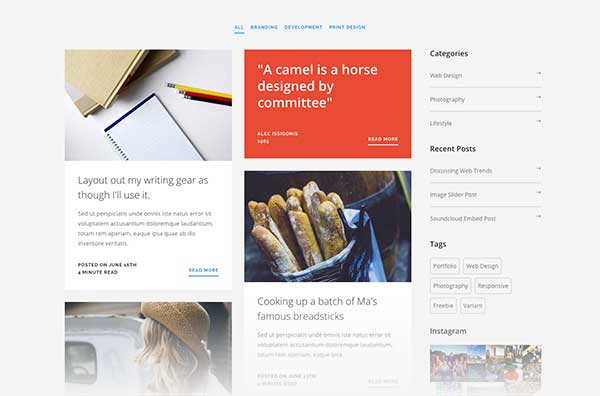 ALL BRANDING DEVELOPMENT PRINT DESIGN
Layout out my writing gear as
though I'll use it.
Sed ut perspiciatis unde omnis iste natus error sit
voluptatem accusantium doloremque laudantium,
totam rem aperiam, eaque ipsa quae ab illo
inventore veritatis.
POSTED ON JUNE 16TH
4 MINUTE READ
READ MORE
"A camel is a horse
designed by
committee"
ALEC ISSIGONIS
1965
READ MORE
Cooking up a batch of Ma's
famous breadsticks
Sed ut perspiciatis unde omnis iste natus error sit
voluptatem accusantium doloremque laudantium,
totam rem aperiam, eaque ipsa.
POSTED ON JUNE 15TH
4 MINUTE READ
READ MORE
Categories
Web Design
Photography
Lifestyle
Recent Posts
Discussing Web Trends
Image Slider Post
Soundcloud Embed Post
Tags
Portfolio Web Design
Photography Responsive
Freebie Variant
Instagram